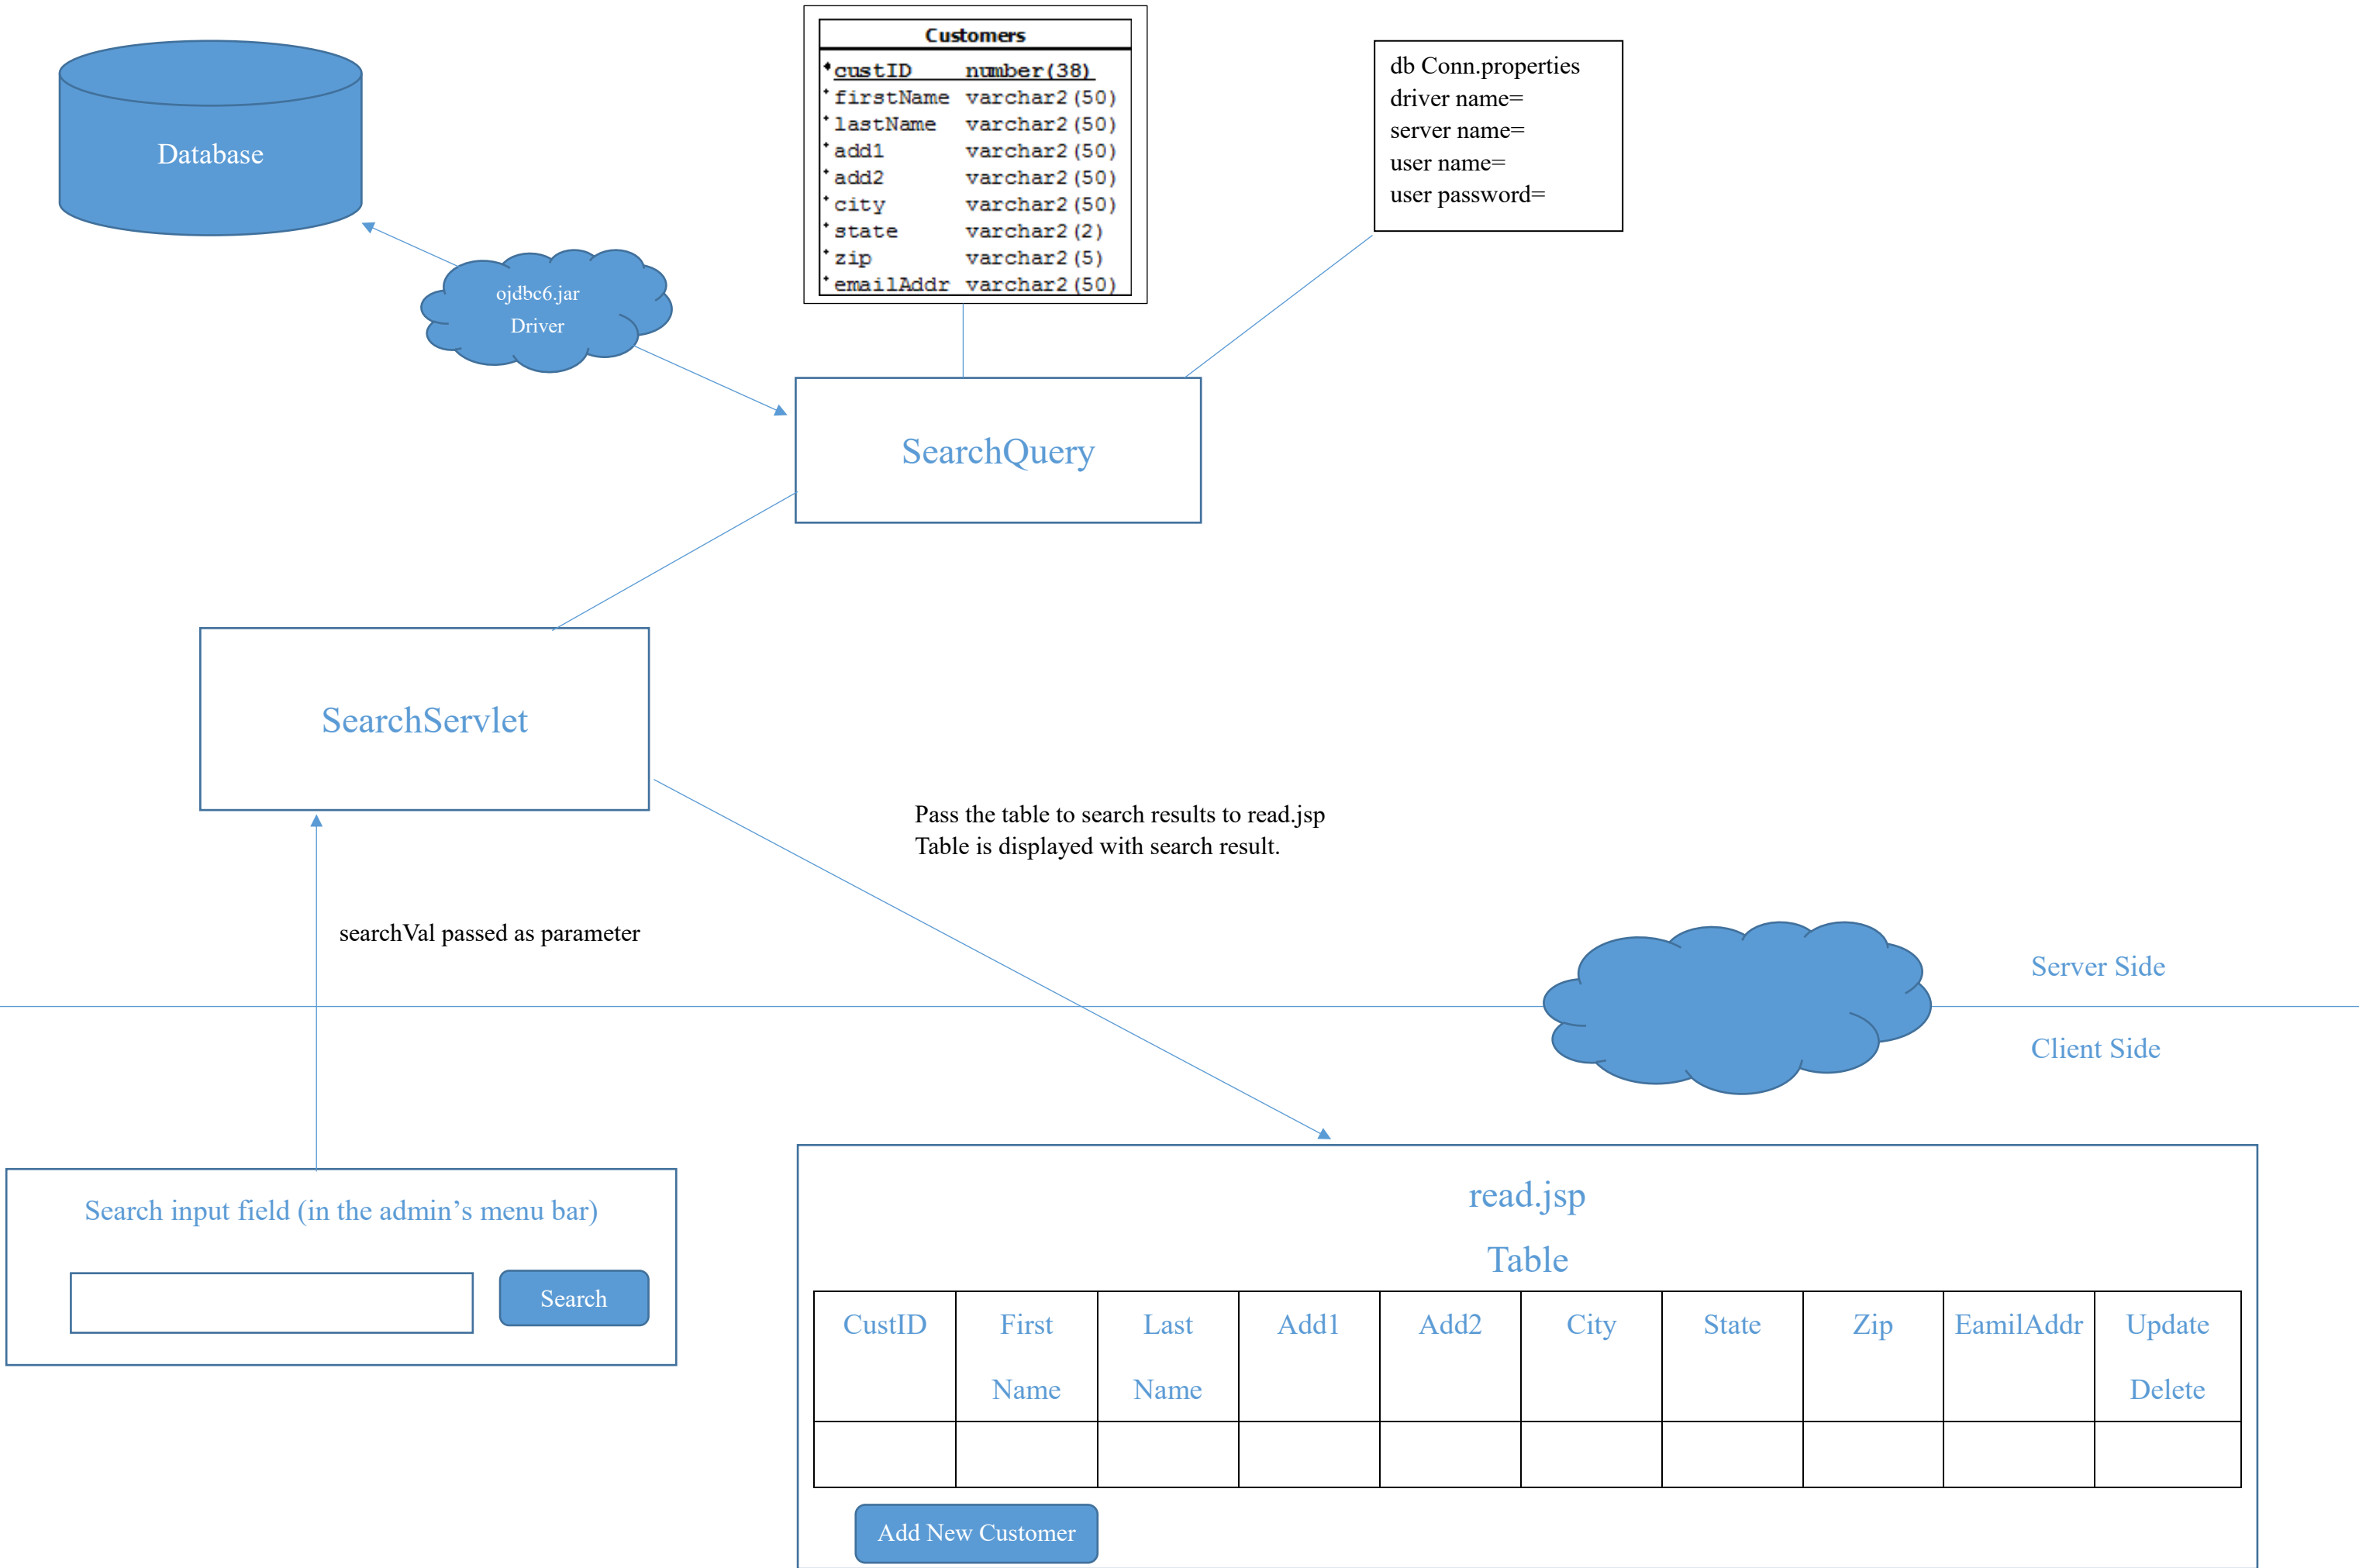 Customers
custID number(38)
firstName varchar2(50)
lastName varchar2(50)
add1 varchar2(50)
add2 varchar2(50)
city varchar2(50)
state varchar2(2)
zip varchar2(5)
emailAddr varchar2(50)
db Conn.properties
driver name=
server name=
user name=
user password=
Database
ojdbc6.jar
Driver
SearchQuery
SearchServlet
Pass the table to search results to read.jsp
Table is displayed with search result.
searchVal passed as parameter
Server Side
Client Side
Search input field (in the admin’s menu bar)
Search
read.jsp
Table
CustID First Last Add1 Add2 City State Zip EamilAddr Update
Name Name Delete
Add New Customer